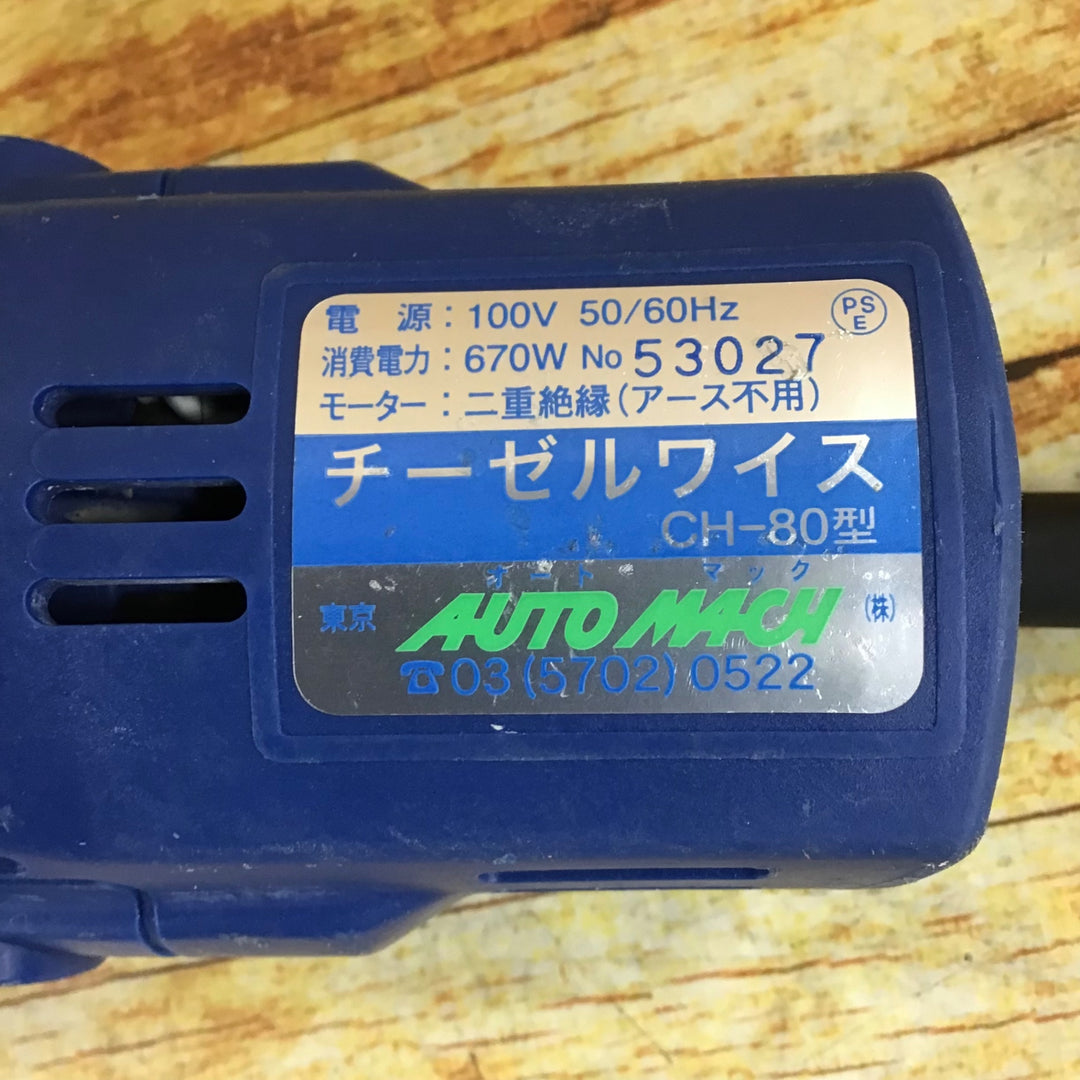 電　源：100V 50/60Hz
PSE
消費電力：670W No 53027
モーター：二重絶縁(アース不用)
チーゼルワイス
CH-80型
オート マック
東京 AUTO MACH (株)
☎03(5702)0522